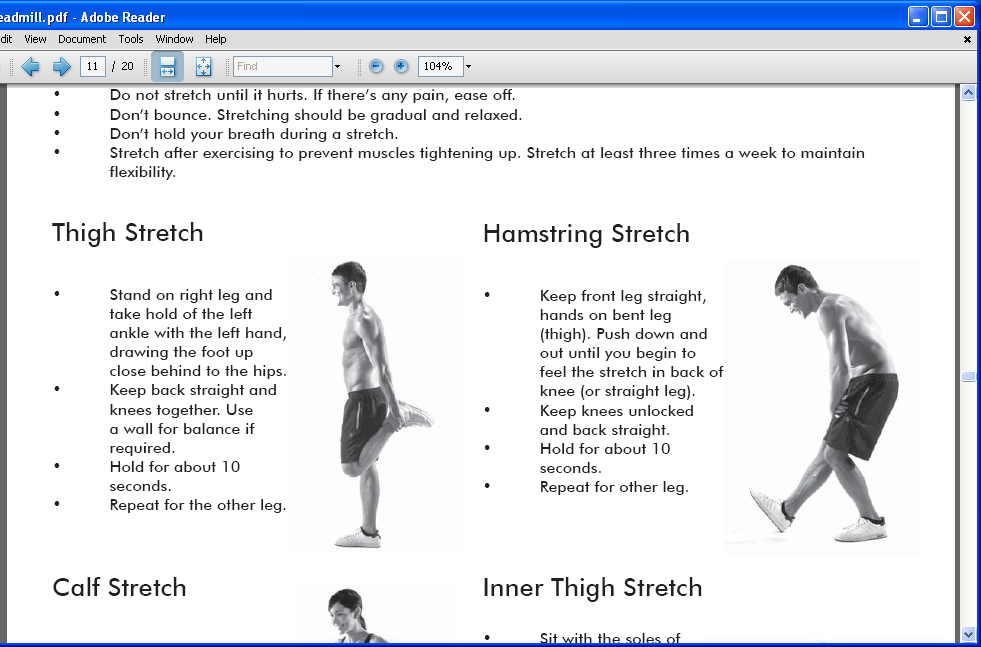 eadmill.pdf - Adobe Reader
dit View Document Tools Window Help
11 / 20 Find 104%
• Do not stretch until it hurts. If there's any pain, ease off.
• Don't bounce. Stretching should be gradual and relaxed.
• Don't hold your breath during a stretch.
• Stretch after exercising to prevent muscles tightening up. Stretch at least three times a week to maintain
flexibility.
Thigh Stretch
• Stand on right leg and
take hold of the left
ankle with the left hand,
drawing the foot up
close behind to the hips.
• Keep back straight and
knees together. Use
a wall for balance if
required.
• Hold for about 10
seconds.
• Repeat for the other leg.
Hamstring Stretch
• Keep front leg straight,
hands on bent leg
(thigh). Push down and
out until you begin to
feel the stretch in back of
knee (or straight leg).
• Keep knees unlocked
and back straight.
• Hold for about 10
seconds.
• Repeat for other leg.
Calf Stretch
Inner Thigh Stretch
• Sit with the soles of